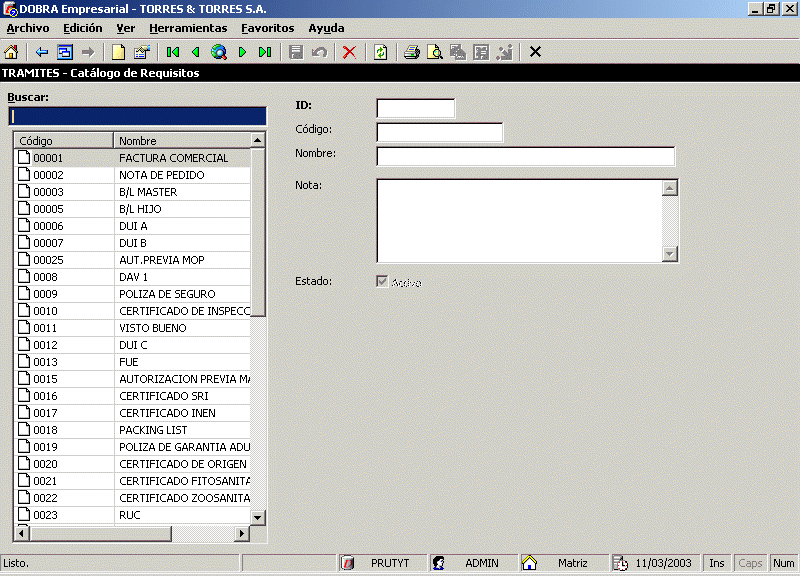 DOBRA Empresarial - TORRES & TORRES S.A.
Archivo Edición Ver Herramientas Favoritos Ayuda
TRAMITES - Catálogo de Requisitos
Buscar:
Código Nombre
00001 FACTURA COMERCIAL
00002 NOTA DE PEDIDO
00003 B/L MASTER
00005 B/L HIJO
00006 DUI A
00007 DUI B
00025 AUT.PREVIA MOP
0008 DAV 1
0009 POLIZA DE SEGURO
0010 CERTIFICADO DE INSPECC
0011 VISTO BUENO
0012 DUI C
0013 FUE
0015 AUTORIZACION PREVIA MA
0016 CERTIFICADO SRI
0017 CERTIFICADO INEN
0018 PACKING LIST
0019 POLIZA DE GARANTIA ADU
0020 CERTIFICADO DE ORIGEN
0021 CERTIFICADO FITOSANITA
0022 CERTIFICADO ZOOSANITA
0023 RUC
ID:
Código:
Nombre:
Nota:
Estado: Activo
Listo. PRUTYT ADMIN Matriz 11/03/2003 Ins Caps Num